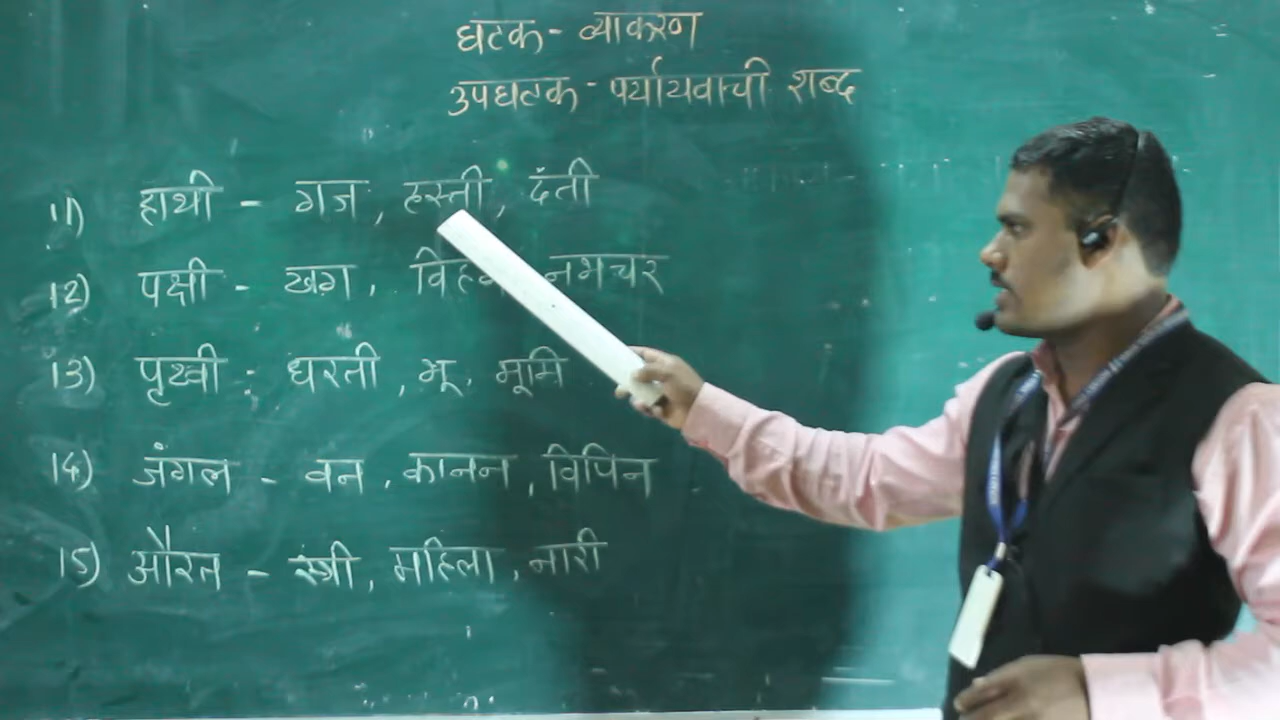 घटक - व्याकरण
उपघटक - पर्यायवाची शब्द
11) हाथी - गज, हस्ती, दंती
12) पक्षी - खग, नभचर
13) पृथ्वी - धरती, भू, भूमि
14) जंगल - वन, कानन, विपिन
15) औरत - स्त्री, महिला, नारी